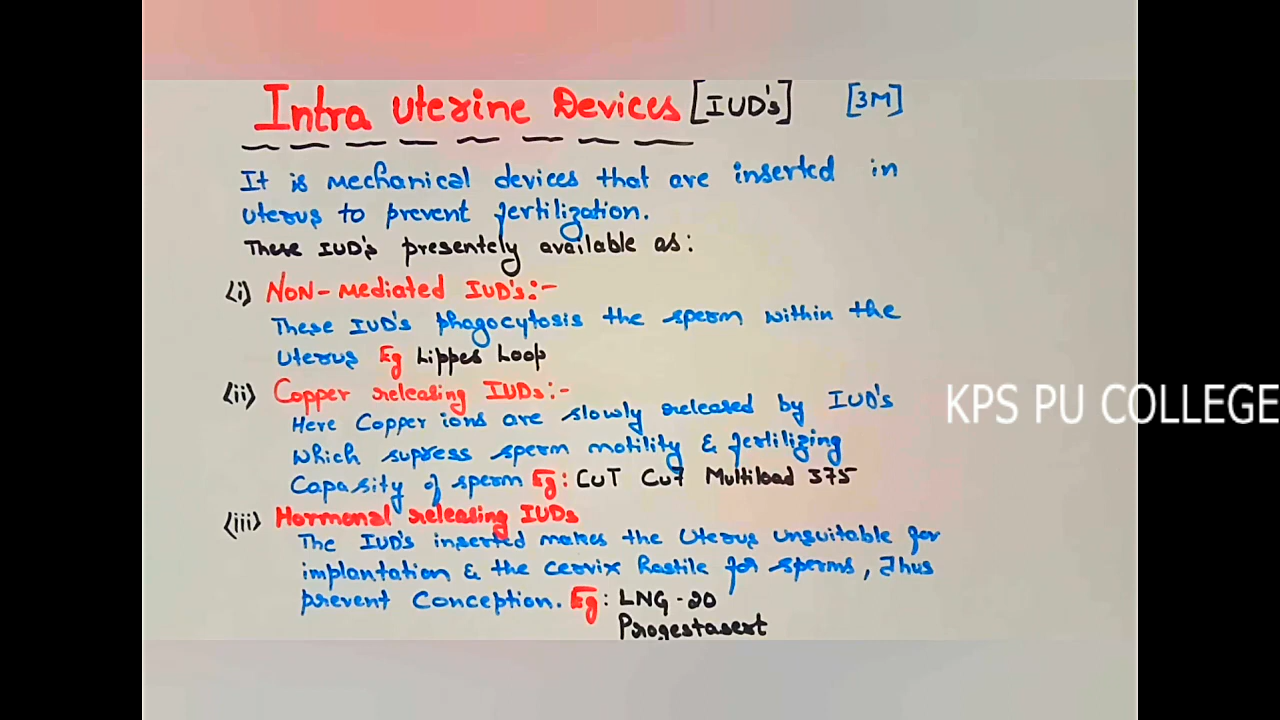 Intra Uterine Devices [IUD's] [3M]
It is mechanical devices that are inserted in
uterus to prevent fertilization.
These IUD's presentely available as:
(i) NON-Mediated IUD's:-
These IUD's phagocytosis the sperm within the
uterus Eg Lippes Loop
(ii) Copper releasing IUDs:-
Here Copper ions are slowly released by IUD's
which supress sperm motility & fertilizing
Capasity of sperm Eg: CuT Cu7 Multiload 375
KPS PU COLLEGE
(iii) Hormonal releasing IUDs
The IUD's inserted makes the Uterus unsuitable for
implantation & the cervix hastile for sperms, Thus
prevent Conception. Eg: LNG-20
Progestasert